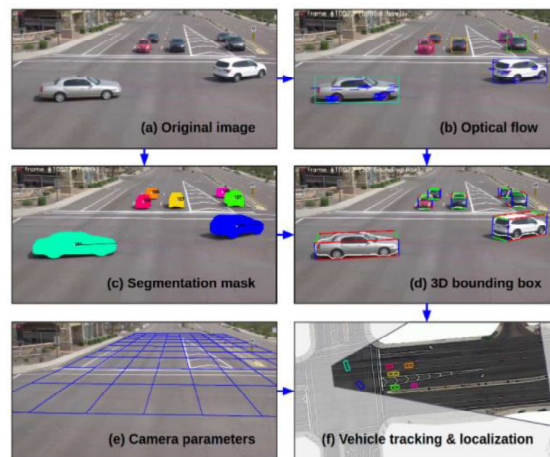 (a) Original image
(b) Optical flow
(c) Segmentation mask
(d) 3D bounding box
(e) Camera parameters
(f) Vehicle tracking & localization